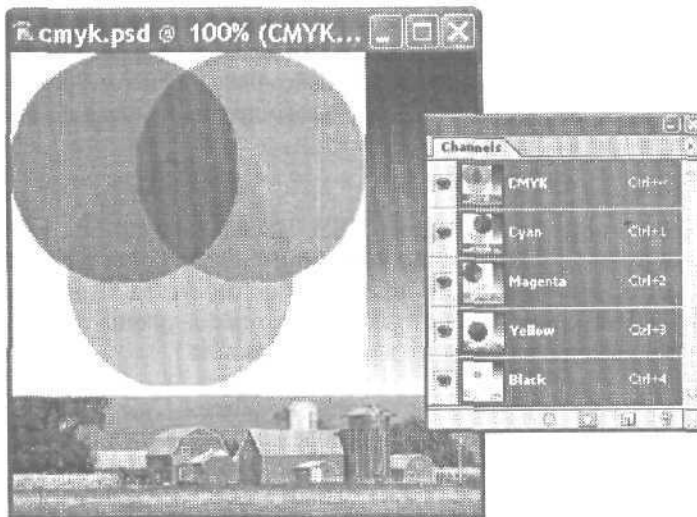 cmyk.psd @ 100% (CMYK...
Channels
CMYK Ctrl+~
Cyan Ctrl+1
Magenta Ctrl+2
Yellow Ctrl+3
Black Ctrl+4